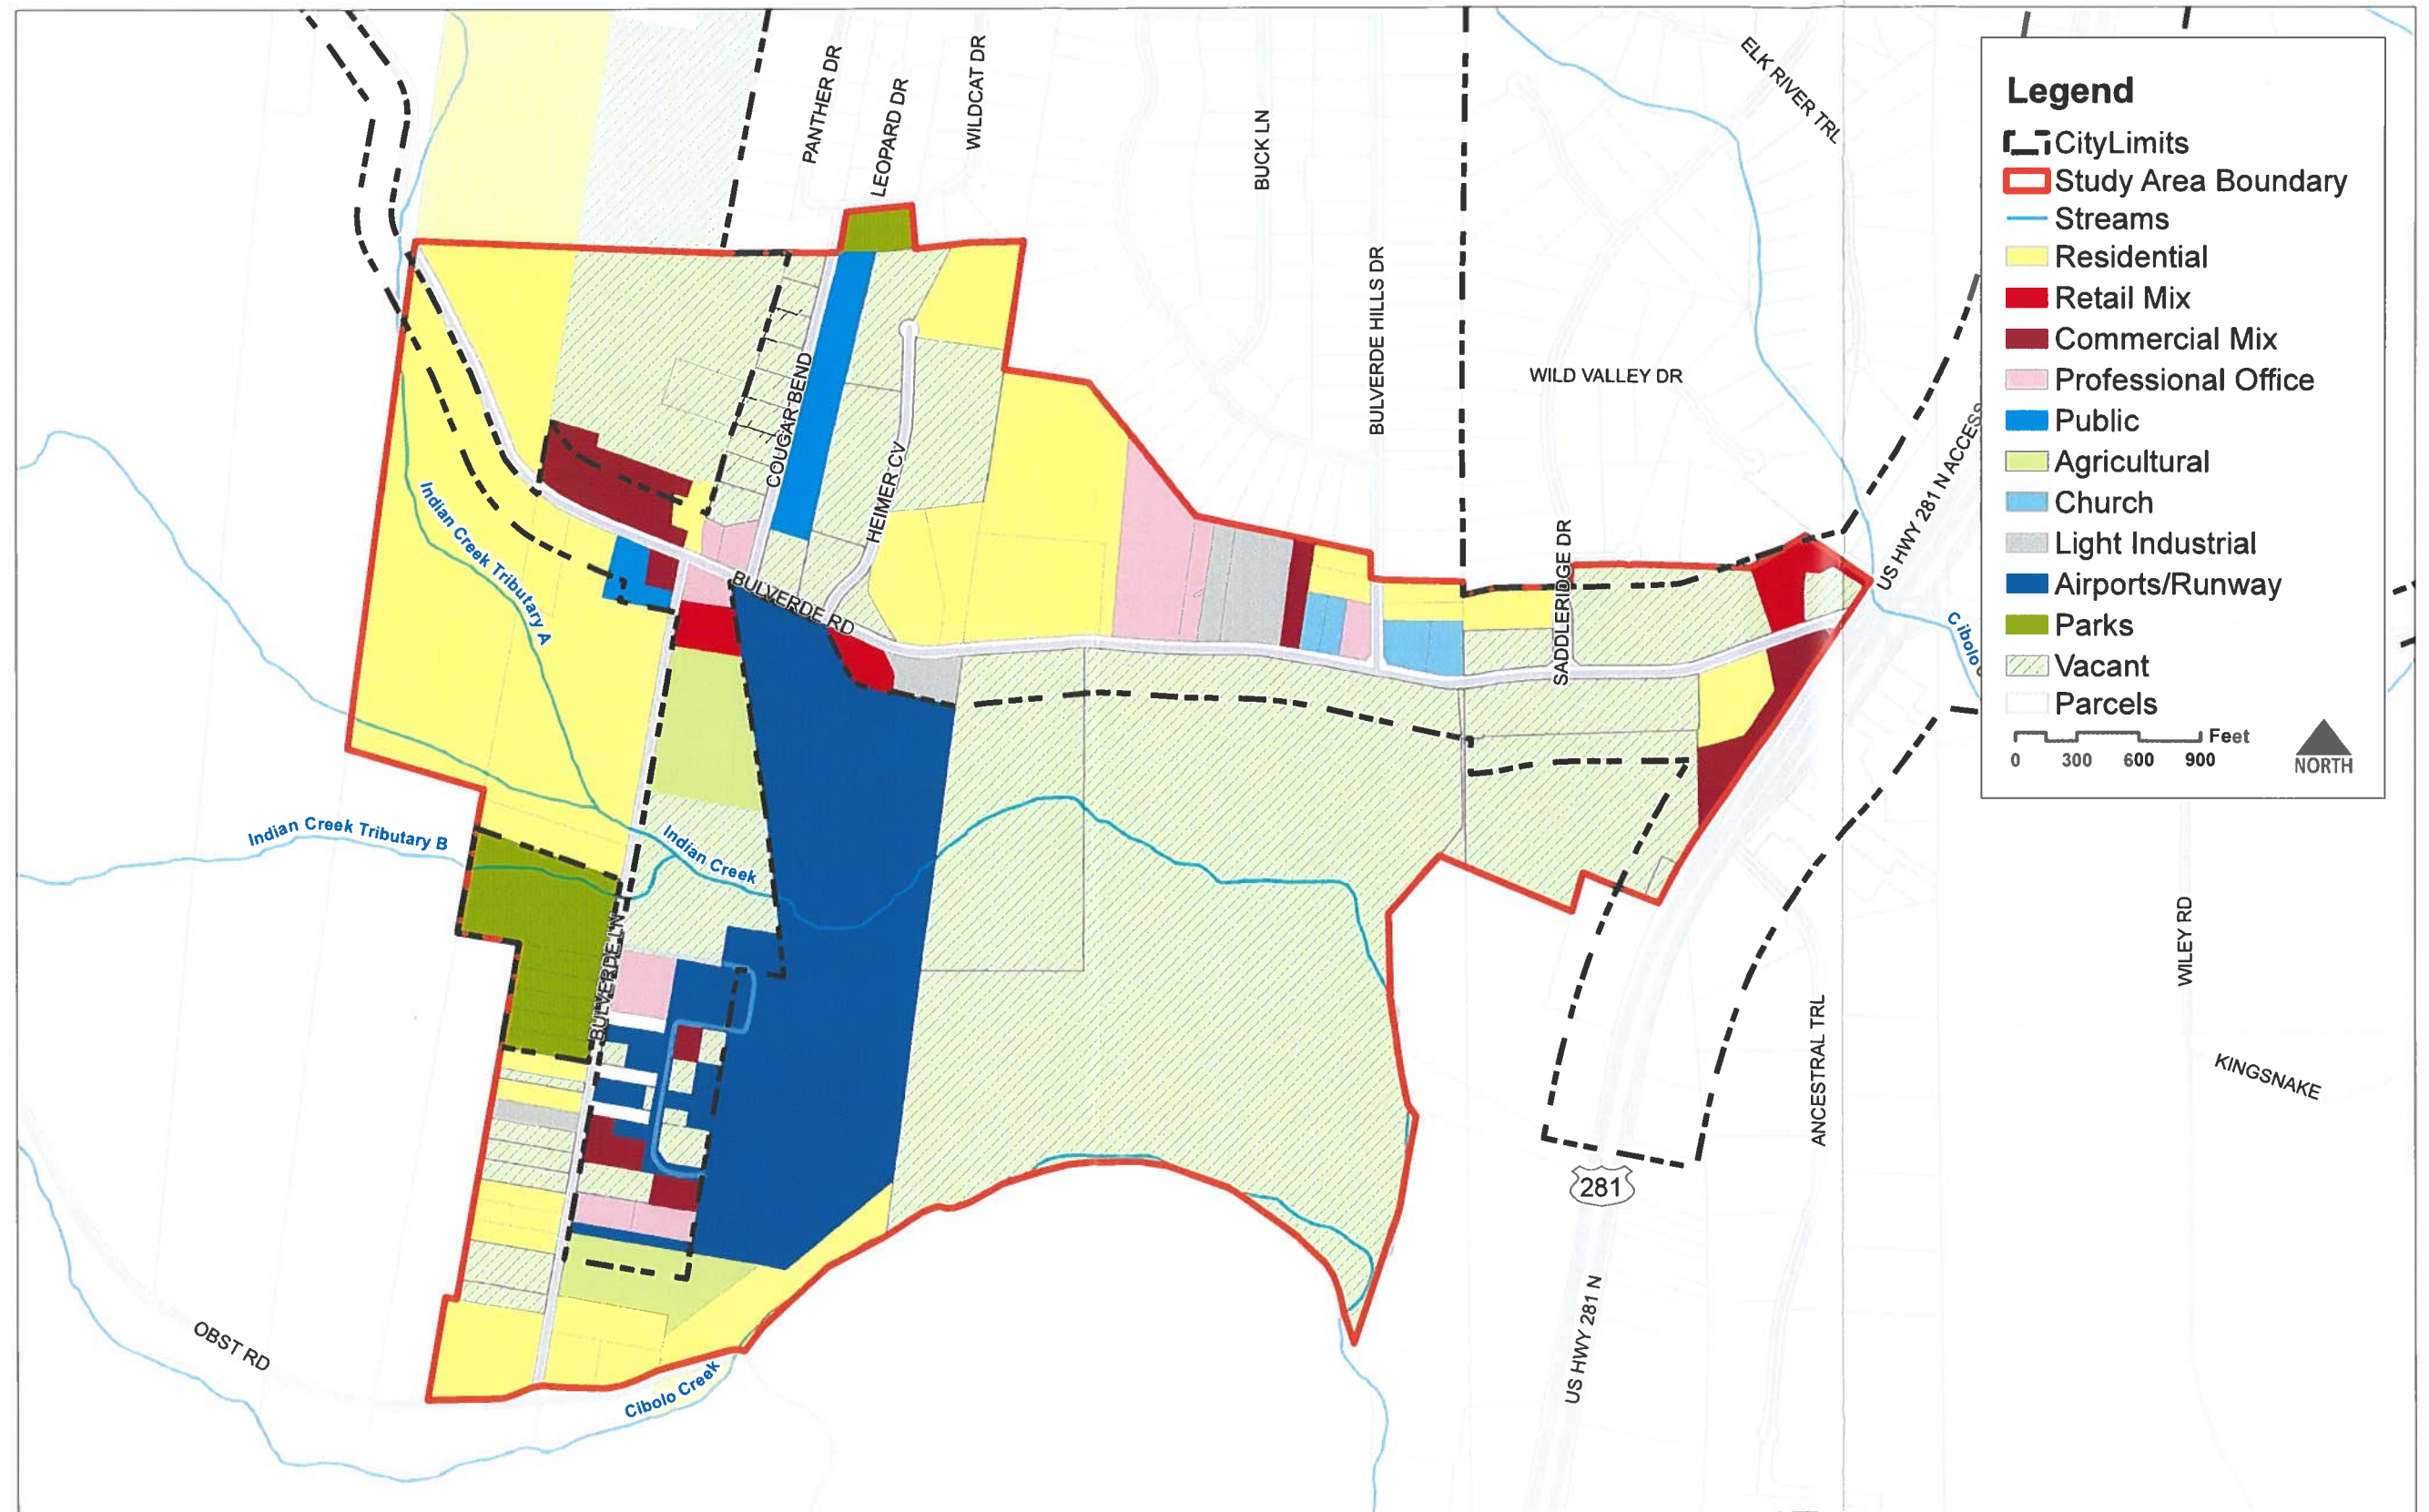 PANTHER DR
LEOPARD DR
WILDCAT DR
BUCK LN
BULVERDE HILLS DR
ELK RIVER TRL
WILD VALLEY DR
US HWY 281 N ACCESS
COUGAR BEND
HEIMER CV
BULVERDE RD
SADDLERIDGE DR
Indian Creek Tributary A
Indian Creek Tributary B
Indian Creek
BULVERDE LN
Cibolo
ANCESTRAL TRL
WILEY RD
KINGSNAKE
281
US HWY 281 N
OBST RD
Cibolo Creek
Legend
CityLimits
Study Area Boundary
Streams
Residential
Retail Mix
Commercial Mix
Professional Office
Public
Agricultural
Church
Light Industrial
Airports/Runway
Parks
Vacant
Parcels
Feet
0 300 600 900
NORTH